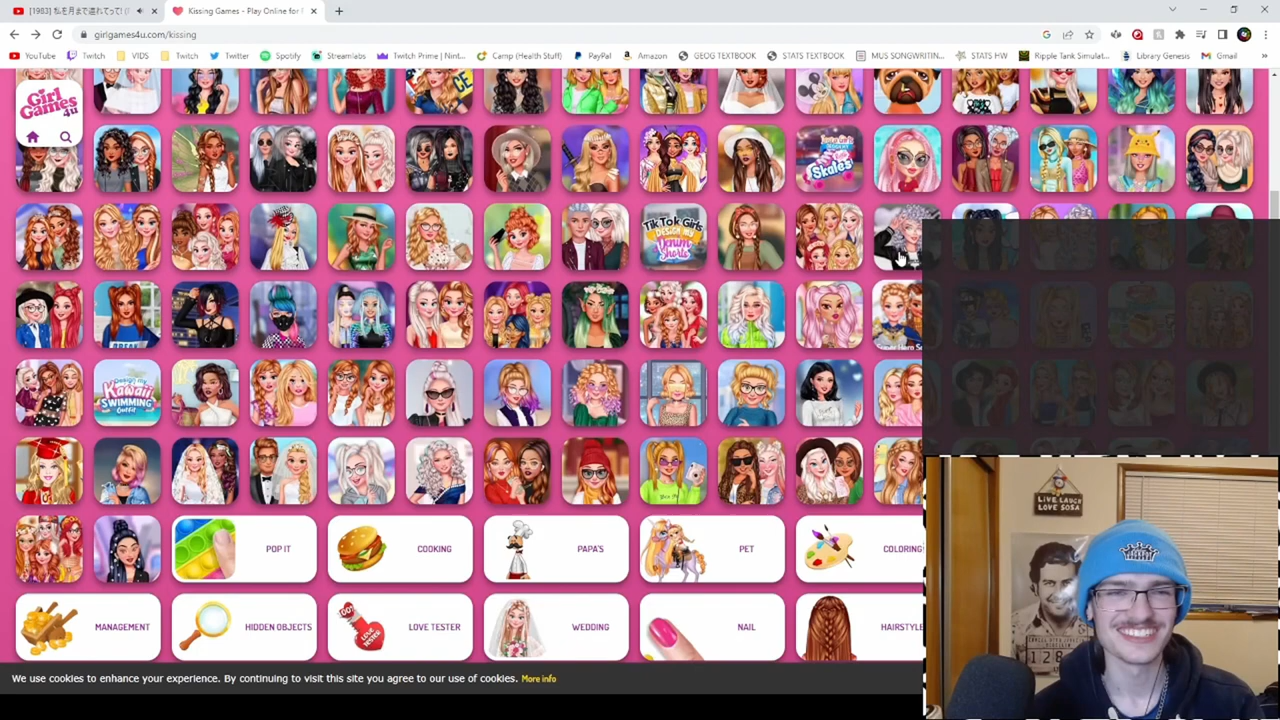 [1983] 私を月まで連れてって! (
Kissing Games - Play Online for F
girlgames4u.com/kissing
YouTube
Twitch
VIDS
Twitch
Twitter
Spotify
Streamlabs
Twitch Prime | Twitch...
Camp (Health Stuff)
PayPal
Amazon
GEOG TEXTBOOK
STATS TEXTBOOK
MUS SONGWRITIN...
STATS HW
Ripple Tank Simulat...
Library Genesis
Gmail
»
Girl
Games
4u
Skates
TikTok Girls
DESIGN MY
Denim
Shorts
BREAK
Design my
Kawaii
SWIMMING
Outfit
POP IT
COOKING
PAPA'S
PET
COLORING
MANAGEMENT
HIDDEN OBJECTS
LOVE TESTER
WEDDING
NAIL
HAIRSTYLE
LIVE LAUGH
LOVE SOSA
128
We use cookies to enhance your experience. By continuing to visit this site you agree to our use of cookies. More info